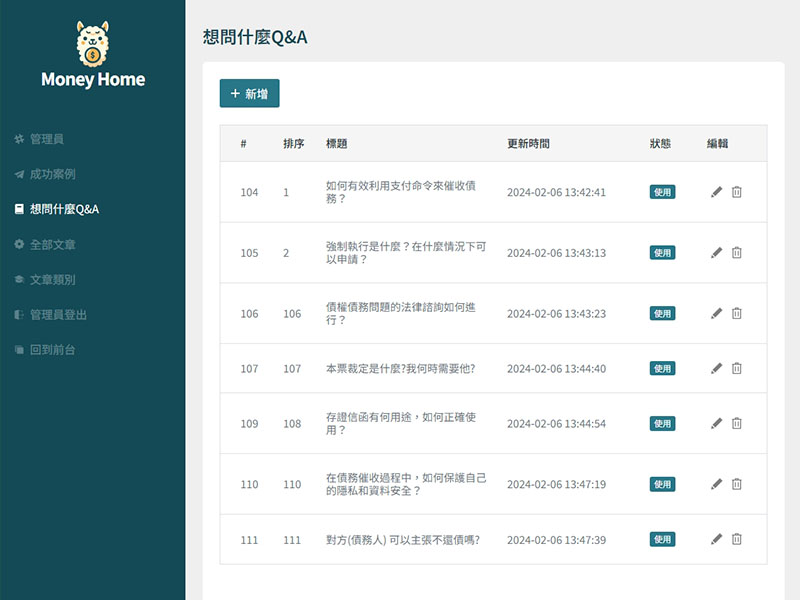 Money Home
管理員
成功案例
想問什麼Q&A
全部文章
文章類別
管理員登出
回到前台
想問什麼Q&A
+ 新增
# 排序 標題 更新時間 狀態 編輯
104 1 如何有效利用支付命令來催收債
務？ 2024-02-06 13:42:41 使用
105 2 強制執行是什麼？在什麼情況下可
以申請？ 2024-02-06 13:43:13 使用
106 106 債權債務問題的法律諮詢如何進
行？ 2024-02-06 13:43:23 使用
107 107 本票裁定是什麼?我何時需要他? 2024-02-06 13:44:40 使用
109 108 存證信函有何用途，如何正確使
用？ 2024-02-06 13:44:54 使用
110 110 在債務催收過程中，如何保護自己
的隱私和資料安全？ 2024-02-06 13:47:19 使用
111 111 對方(債務人) 可以主張不還債嗎? 2024-02-06 13:47:39 使用